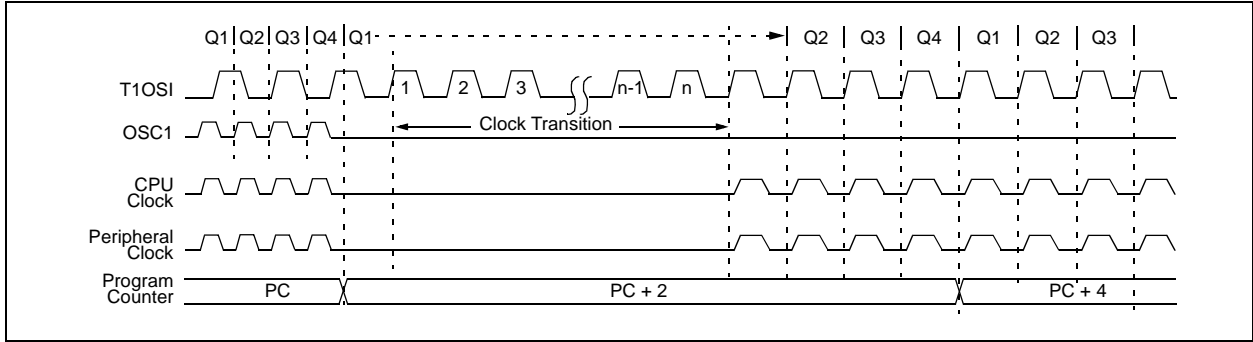 Q1 Q2 Q3 Q4 Q1 Q2 Q3 Q4 Q1 Q2 Q3
T1OSI 1 2 3 n-1 n
OSC1 Clock Transition
CPU
Clock
Peripheral
Clock
Program
Counter PC PC + 2 PC + 4